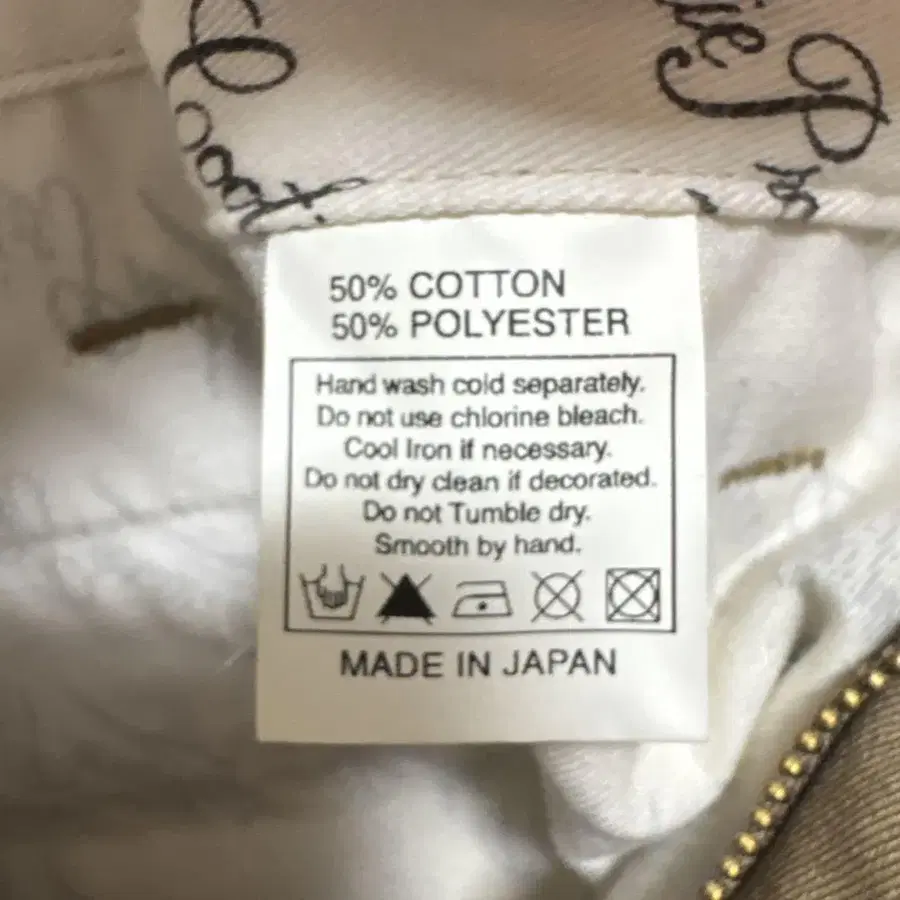 50% COTTON
50% POLYESTER
Hand wash cold separately.
Do not use chlorine bleach.
Cool Iron if necessary.
Do not dry clean if decorated.
Do not Tumble dry.
Smooth by hand.
MADE IN JAPAN